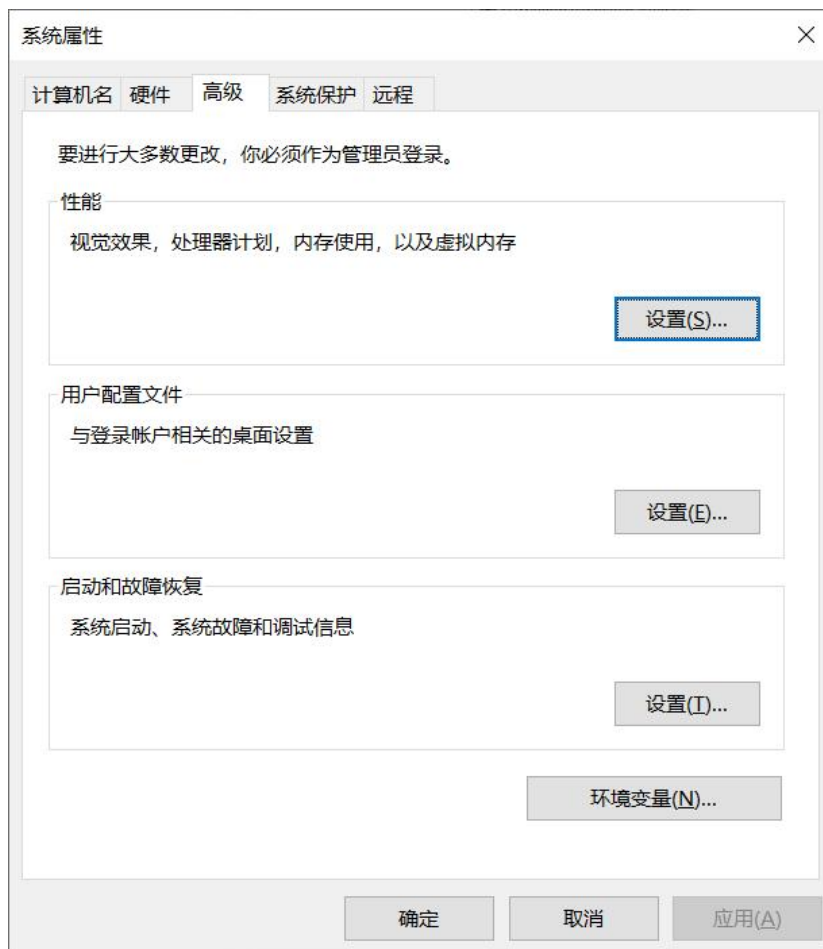 系统属性
计算机名 硬件 高级 系统保护 远程
要进行大多数更改，你必须作为管理员登录。
性能
视觉效果，处理器计划，内存使用，以及虚拟内存
设置(S)...
用户配置文件
与登录帐户相关的桌面设置
设置(E)...
启动和故障恢复
系统启动、系统故障和调试信息
设置(T)...
环境变量(N)...
确定 取消 应用(A)